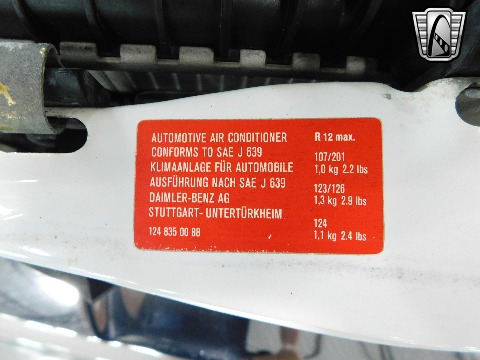 AUTOMOTIVE AIR CONDITIONER
CONFORMS TO SAE J 639
KLIMAANLAGE FÜR AUTOMOBILE
AUSFÜHRUNG NACH SAE J 639
DAIMLER-BENZ AG
STUTTGART- UNTERTÜRKHEIM
124 835 00 88
R 12 max.
107/201
1,0 kg 2.2 lbs
123/126
1,3 kg 2.9 lbs
124
1,1 kg 2.4 lbs